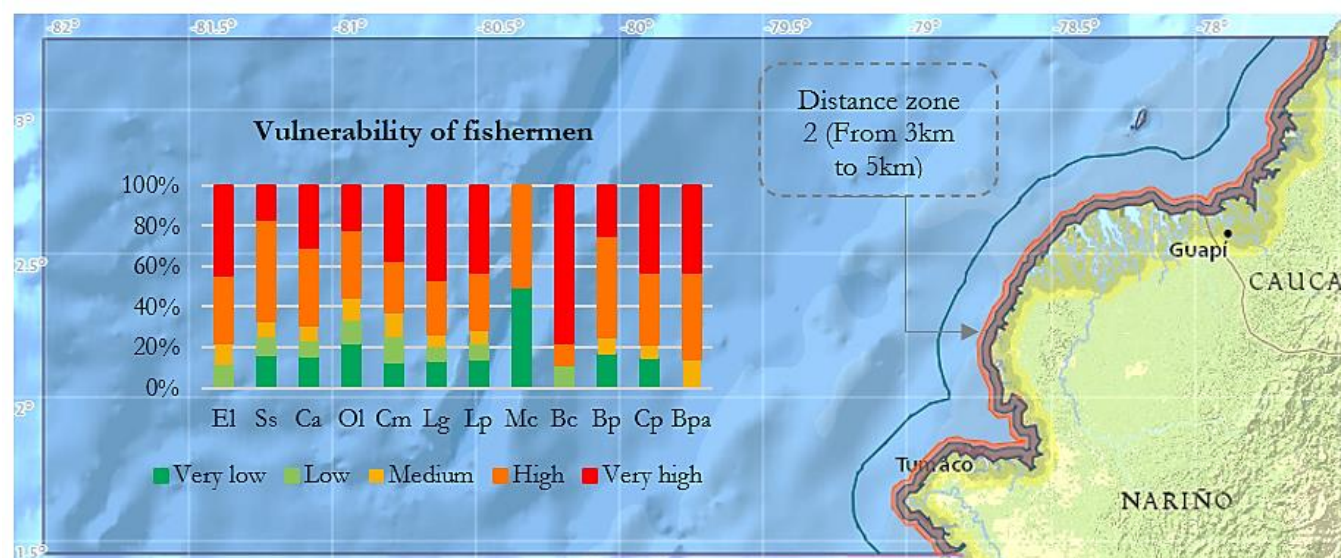 -82° -81.5° -81° -80.5° -80° -79.5° -79° -78.5° -78°
3°
2.5°
2°
1.5°
Distance zone
2 (From 3km
to 5km)
Vulnerability of fishermen
100%
80%
60%
40%
20%
0%
El Ss Ca Ol Cm Lg Lp Mc Bc Bp Cp Bpa
Very low Low Medium High Very high
Guapí
CAUCA
Tumaco
NARIÑO